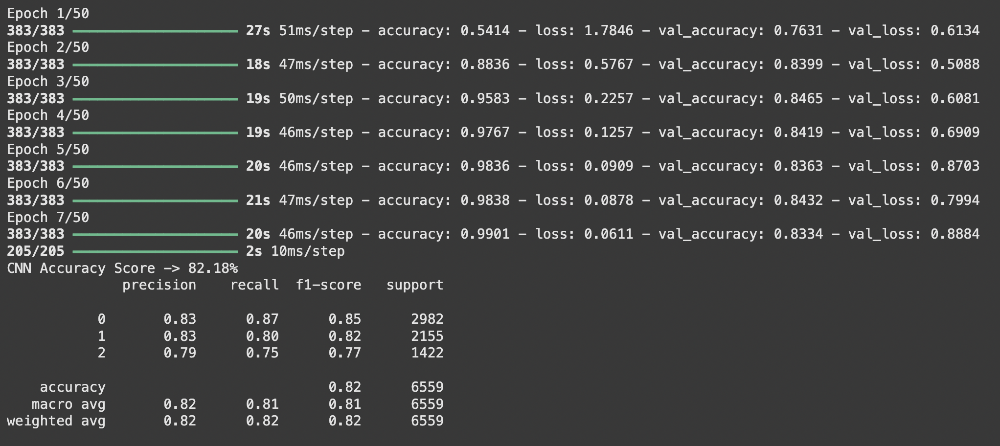 Epoch 1/50
383/383 ━━━━━━━━━━━━━━━━━━━━ 27s 51ms/step - accuracy: 0.5414 - loss: 1.7846 - val_accuracy: 0.7631 - val_loss: 0.6134
Epoch 2/50
383/383 ━━━━━━━━━━━━━━━━━━━━ 18s 47ms/step - accuracy: 0.8836 - loss: 0.5767 - val_accuracy: 0.8399 - val_loss: 0.5088
Epoch 3/50
383/383 ━━━━━━━━━━━━━━━━━━━━ 19s 50ms/step - accuracy: 0.9583 - loss: 0.2257 - val_accuracy: 0.8465 - val_loss: 0.6081
Epoch 4/50
383/383 ━━━━━━━━━━━━━━━━━━━━ 19s 46ms/step - accuracy: 0.9767 - loss: 0.1257 - val_accuracy: 0.8419 - val_loss: 0.6909
Epoch 5/50
383/383 ━━━━━━━━━━━━━━━━━━━━ 20s 46ms/step - accuracy: 0.9836 - loss: 0.0909 - val_accuracy: 0.8363 - val_loss: 0.8703
Epoch 6/50
383/383 ━━━━━━━━━━━━━━━━━━━━ 21s 47ms/step - accuracy: 0.9838 - loss: 0.0878 - val_accuracy: 0.8432 - val_loss: 0.7994
Epoch 7/50
383/383 ━━━━━━━━━━━━━━━━━━━━ 20s 46ms/step - accuracy: 0.9901 - loss: 0.0611 - val_accuracy: 0.8334 - val_loss: 0.8884
205/205 ━━━━━━━━━━━━━━━━━━━━ 2s 10ms/step
CNN Accuracy Score -> 82.18%
              precision    recall  f1-score   support

           0       0.83      0.87      0.85      2982
           1       0.83      0.80      0.82      2155
           2       0.79      0.75      0.77      1422

    accuracy                           0.82      6559
   macro avg       0.82      0.81      0.81      6559
weighted avg       0.82      0.82      0.82      6559